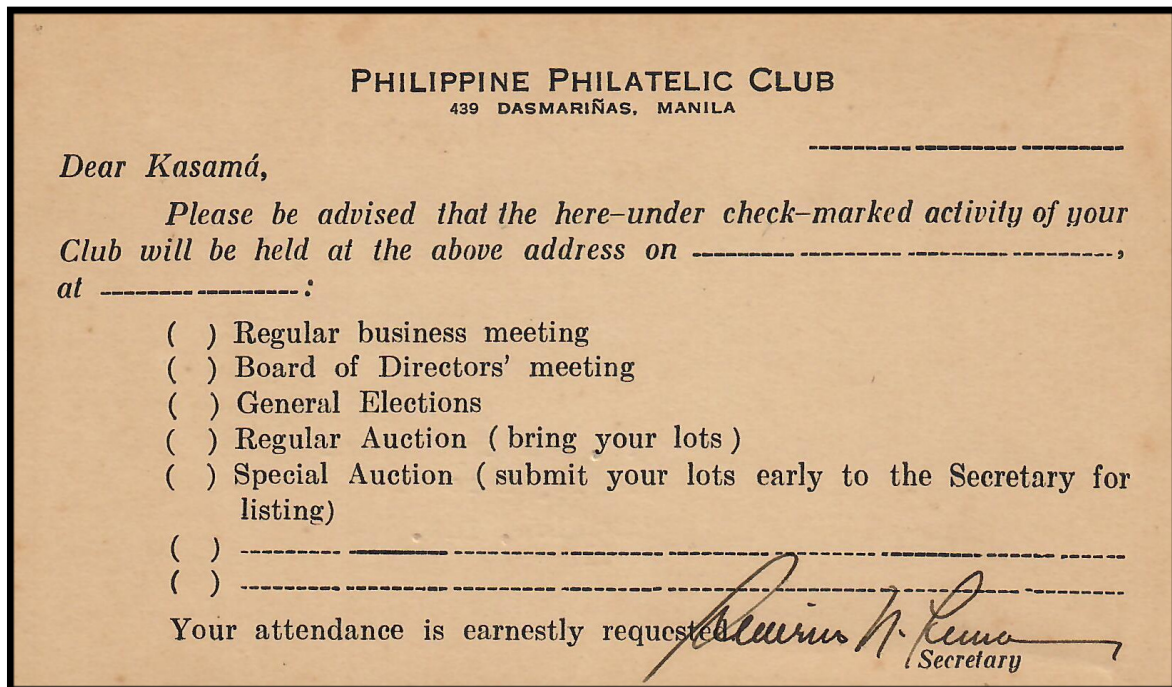 PHILIPPINE PHILATELIC CLUB
439 DASMARIÑAS, MANILA
Dear Kasamá,
Please be advised that the here-under check-marked activity of your
Club will be held at the above address on ,
at :
( ) Regular business meeting
( ) Board of Directors' meeting
( ) General Elections
( ) Regular Auction ( bring your lots )
( ) Special Auction ( submit your lots early to the Secretary for
listing)
( )
( )
Your attendance is earnestly requested
Secretary